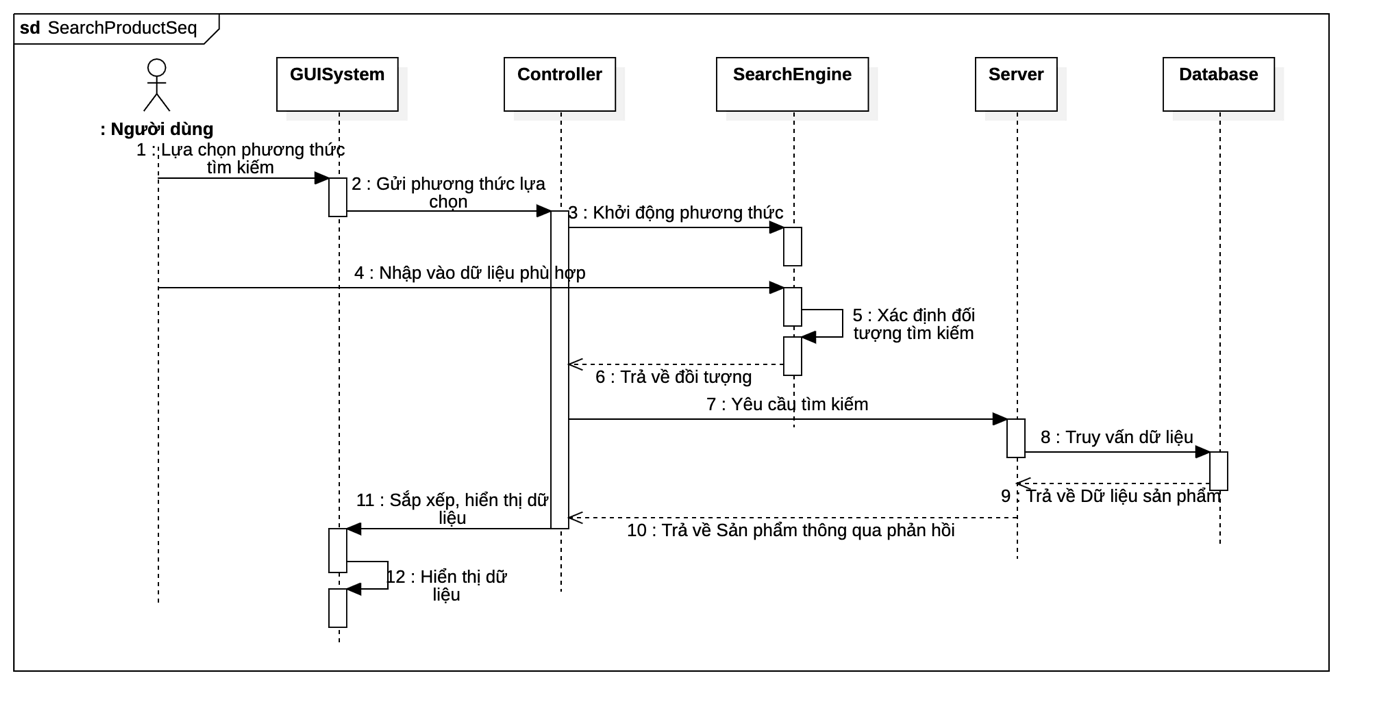 sd SearchProductSeq
GUISystem
Controller
SearchEngine
Server
Database
: Người dùng
1 : Lựa chọn phương thức
tìm kiếm
2 : Gửi phương thức lựa
chọn
3 : Khởi động phương thức
4 : Nhập vào dữ liệu phù hợp
5 : Xác định đối
tượng tìm kiếm
6 : Trả về đồi tượng
7 : Yêu cầu tìm kiếm
8 : Truy vấn dữ liệu
9 : Trả về Dữ liệu sản phẩm
11 : Sắp xếp, hiển thị dữ
liệu
10 : Trả về Sản phẩm thông qua phản hồi
12 : Hiển thị dữ
liệu